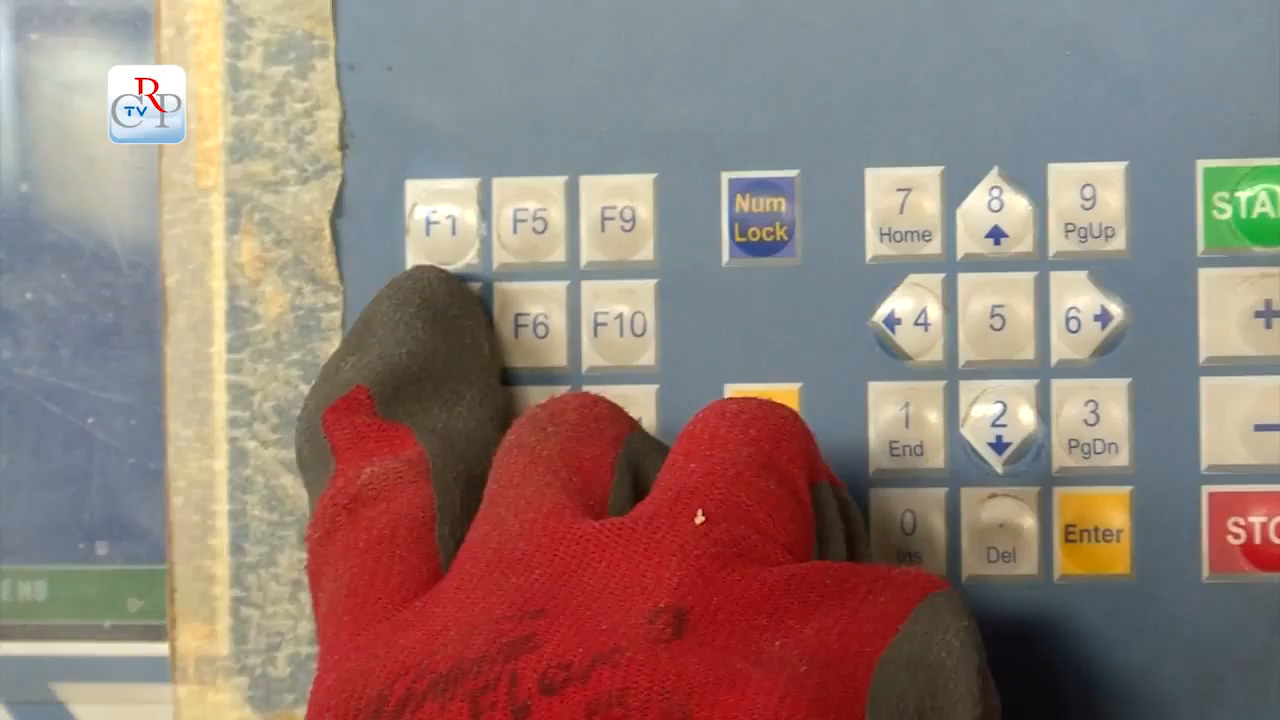 CRP
TV
F1 F5 F9
Num
Lock
7
Home
8
9
PgUp
STA
F6 F10
4
5
6
+
1
End
2
3
PgDn
−
0
Ins
Del
Enter
STO